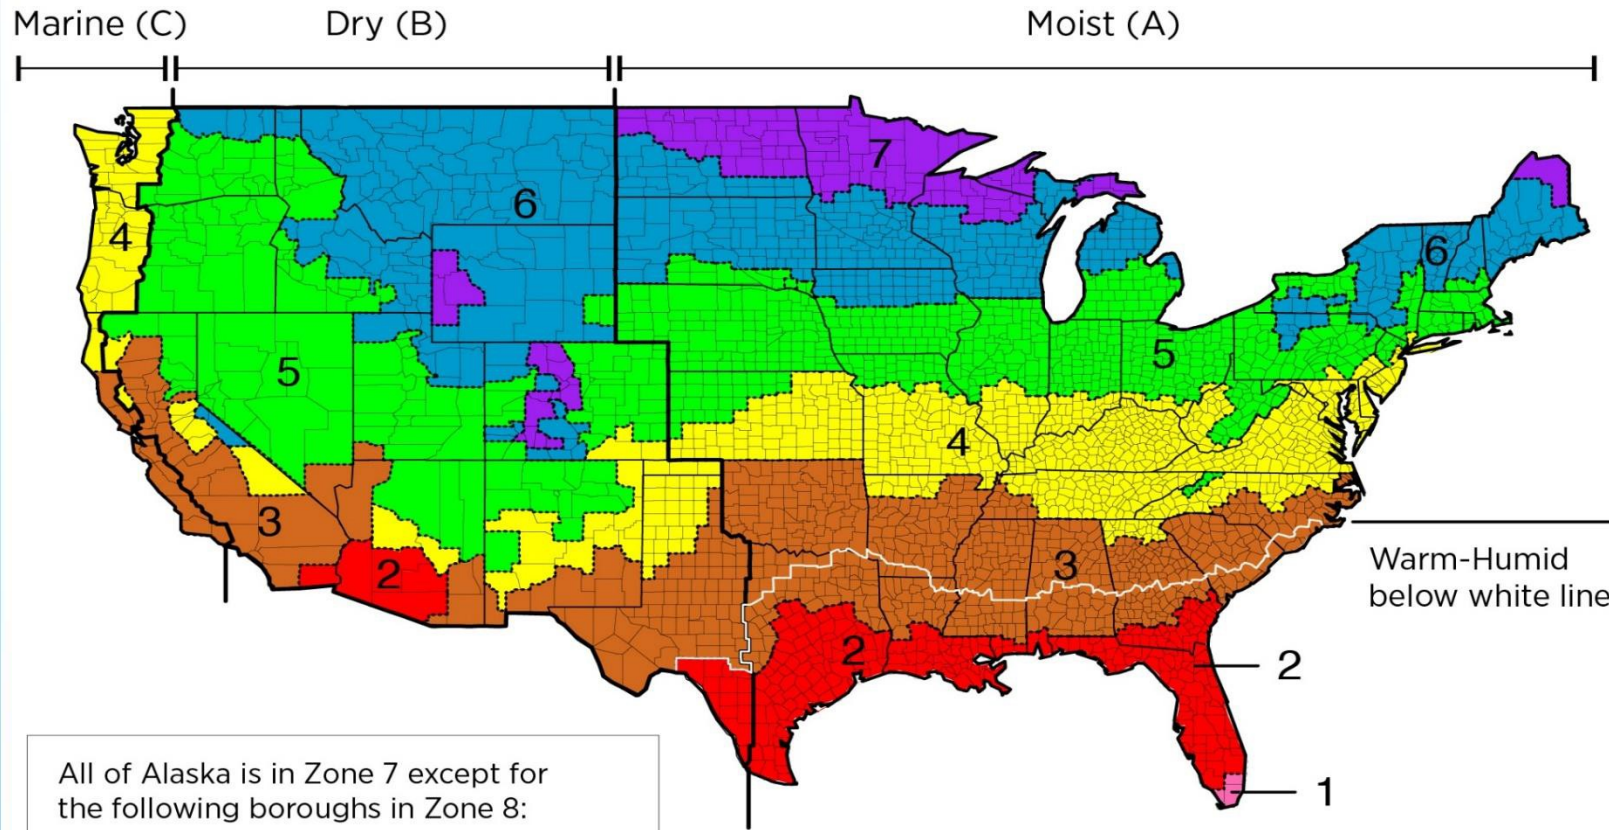 Marine (C) Dry (B) Moist (A)
7
6
4
6
5
5
4
3
3
Warm-Humid
below white line
2
2
2
1
All of Alaska is in Zone 7 except for
the following boroughs in Zone 8: